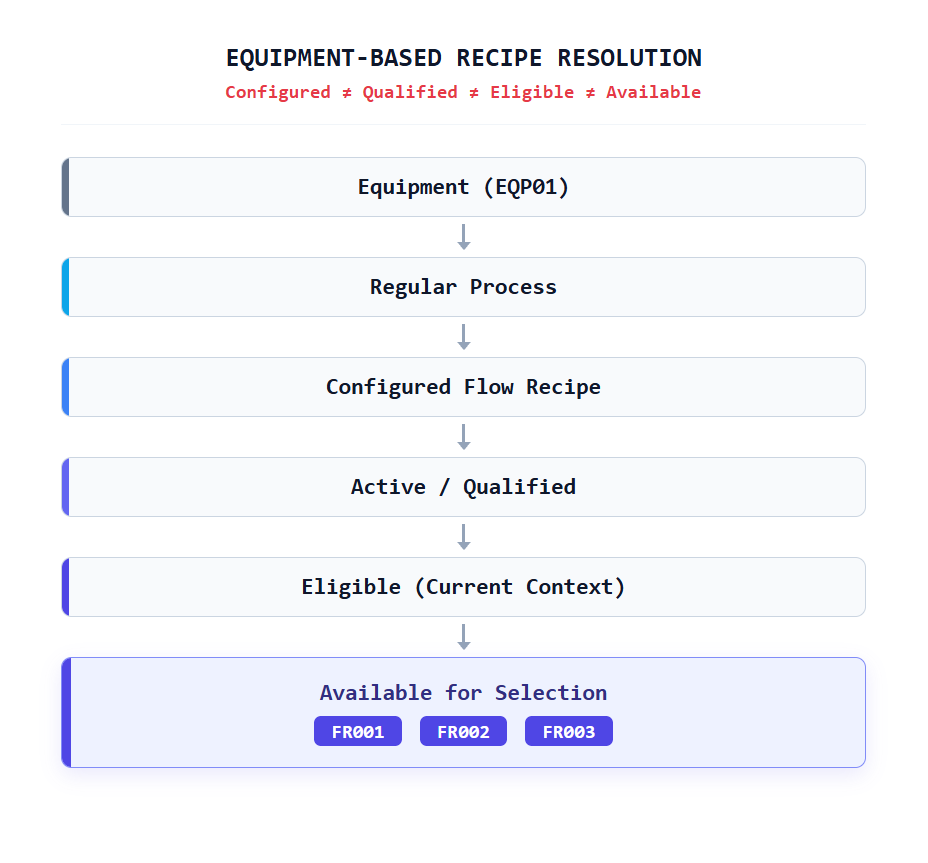 EQUIPMENT-BASED RECIPE RESOLUTION
Configured ≠ Qualified ≠ Eligible ≠ Available
Equipment (EQP01)
Regular Process
Configured Flow Recipe
Active / Qualified
Eligible (Current Context)
Available for Selection
FR001 FR002 FR003